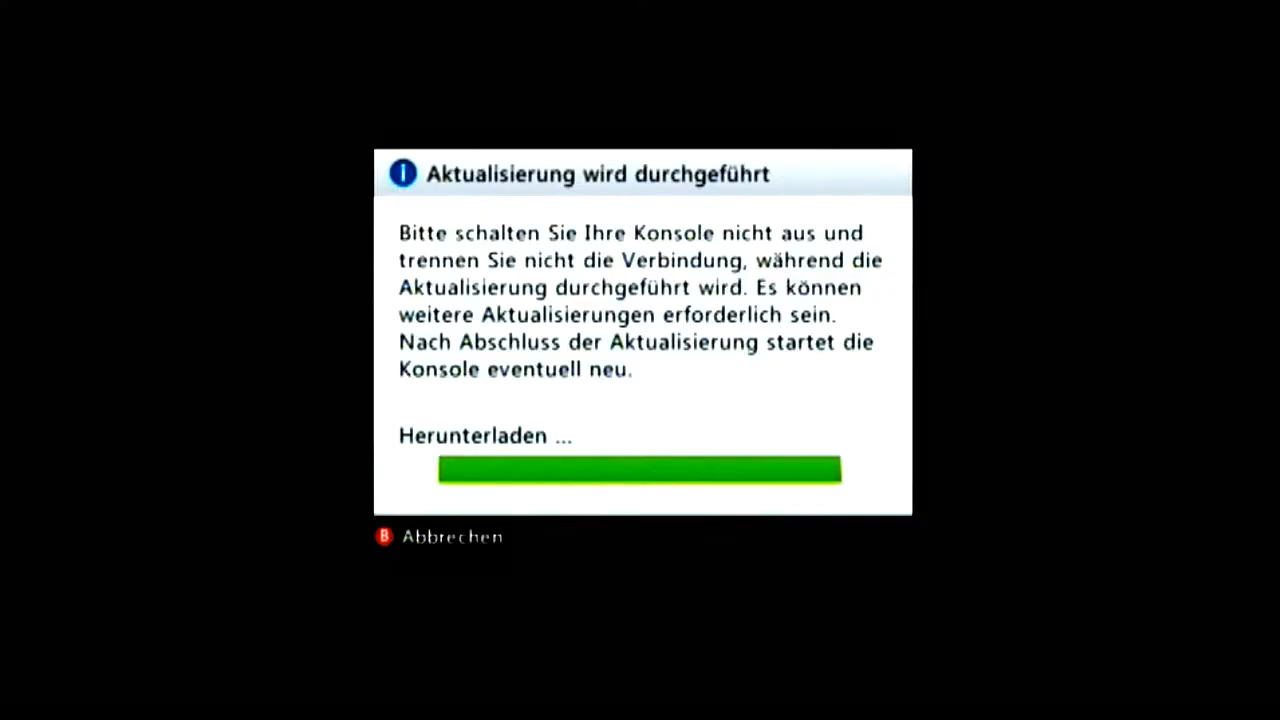 i Aktualisierung wird durchgeführt
Bitte schalten Sie Ihre Konsole nicht aus und
trennen Sie nicht die Verbindung, während die
Aktualisierung durchgeführt wird. Es können
weitere Aktualisierungen erforderlich sein.
Nach Abschluss der Aktualisierung startet die
Konsole eventuell neu.
Herunterladen ...
B Abbrechen